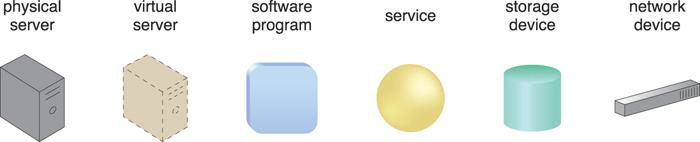 physical
server
virtual
server
software
program
service
storage
device
network
device